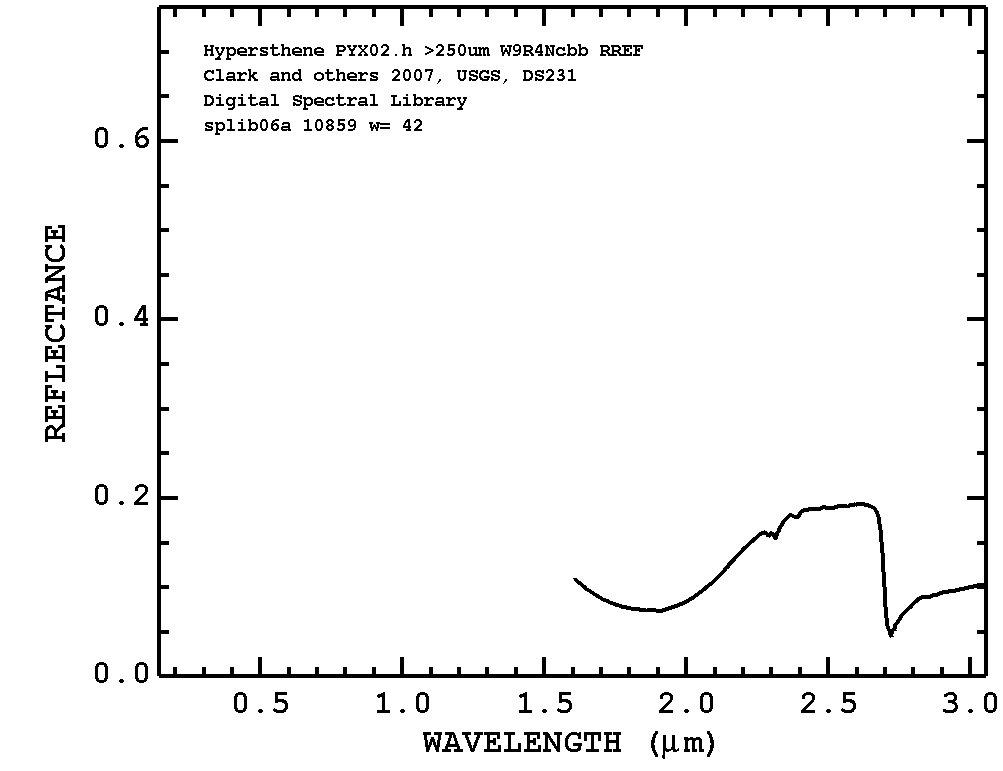 Hypersthene PYX02.h >250um W9R4Ncbb RREF
Clark and others 2007, USGS, DS231
Digital Spectral Library
splib06a 10859 w= 42
REFLECTANCE
0.6
0.4
0.2
0.0
0.5 1.0 1.5 2.0 2.5 3.0
WAVELENGTH (μm)